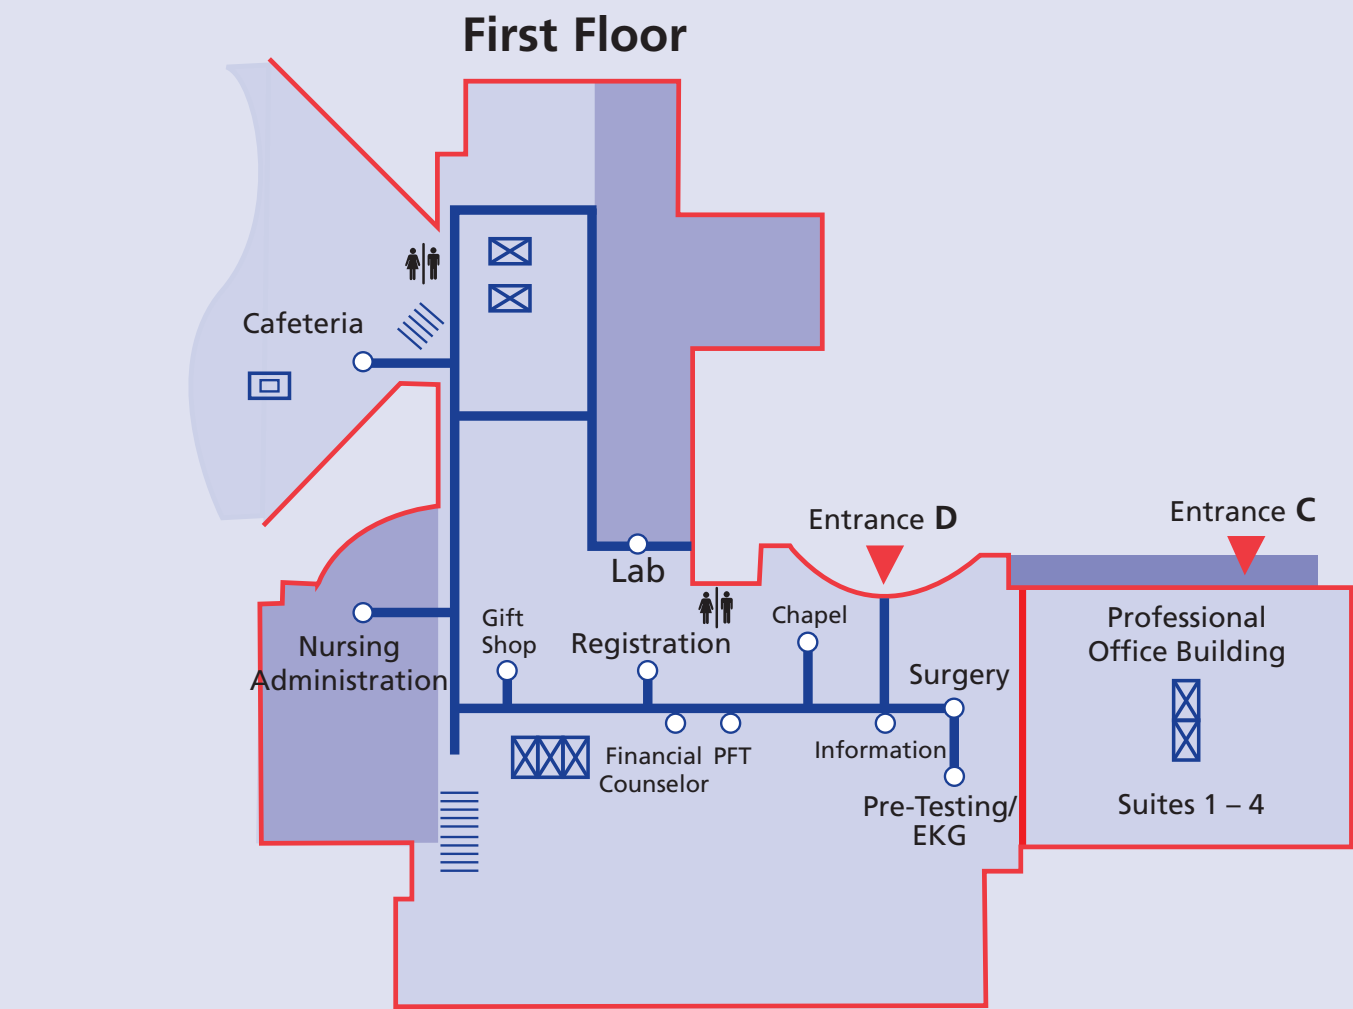 First Floor
Cafeteria
Entrance D
Entrance C
Lab
Gift
Shop
Registration
Chapel
Nursing
Administration
Surgery
Professional
Office Building
Financial
Counselor
PFT
Information
Pre-Testing/
EKG
Suites 1 – 4